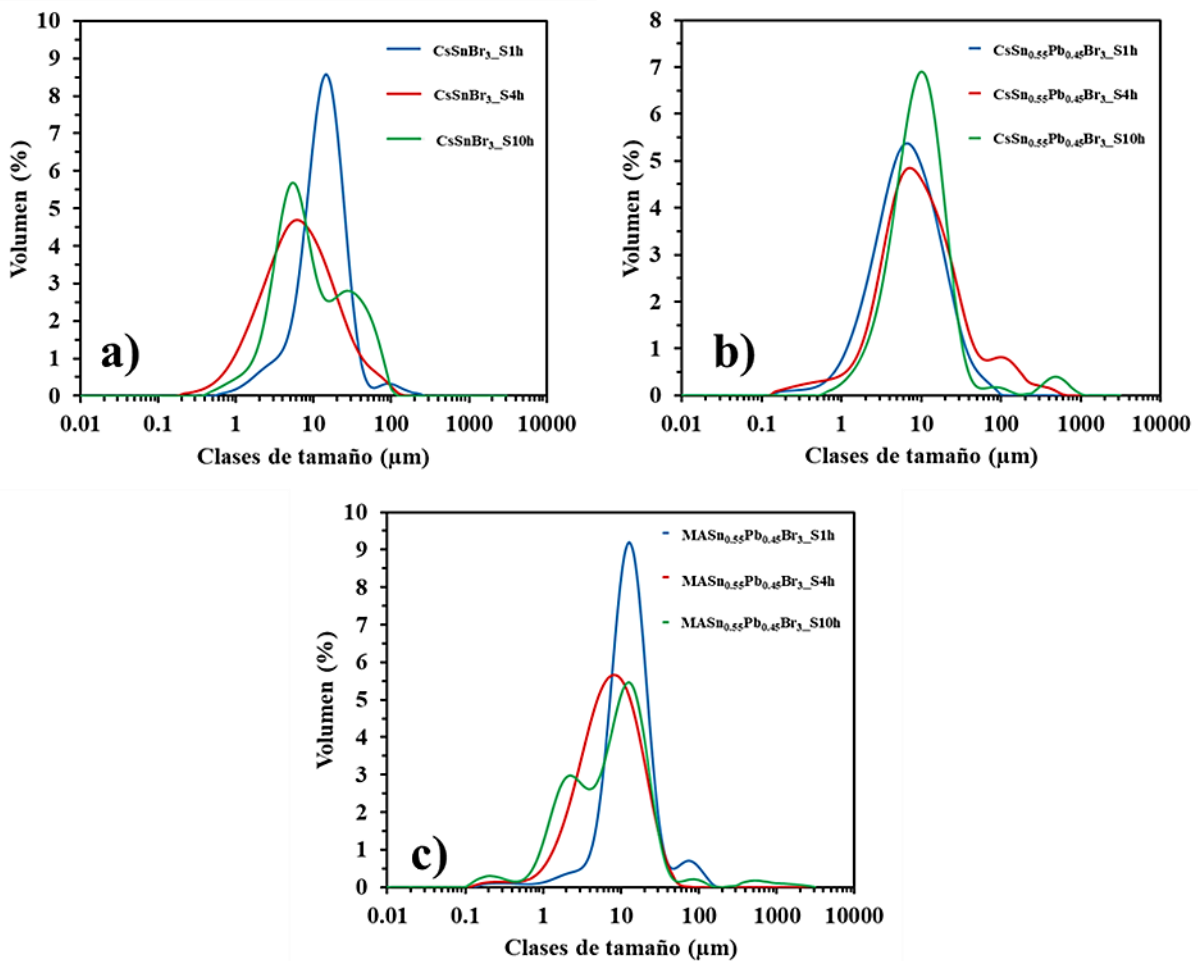 10
9
8
7
6
5
4
3
2
1
0
Volumen (%)
CsSnBr₃_S1h
CsSnBr₃_S4h
CsSnBr₃_S10h
a)
0.01 0.1 1 10 100 1000 10000
Clases de tamaño (µm)
8
7
6
5
4
3
2
1
0
Volumen (%)
CsSn₀.₅₅Pb₀.₄₅Br₃_S1h
CsSn₀.₅₅Pb₀.₄₅Br₃_S4h
CsSn₀.₅₅Pb₀.₄₅Br₃_S10h
b)
0.01 0.1 1 10 100 1000 10000
Clases de tamaño (µm)
10
9
8
7
6
5
4
3
2
1
0
Volumen (%)
MASn₀.₅₅Pb₀.₄₅Br₃_S1h
MASn₀.₅₅Pb₀.₄₅Br₃_S4h
MASn₀.₅₅Pb₀.₄₅Br₃_S10h
c)
0.01 0.1 1 10 100 1000 10000
Clases de tamaño (µm)